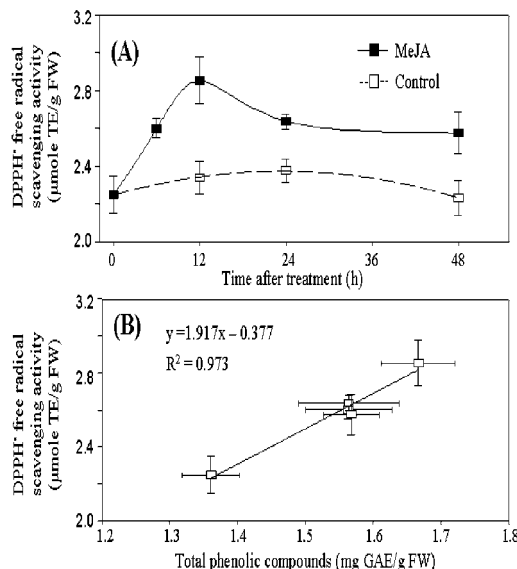 DPPH· free radical
scavenging activity
(μmole TE/g FW)
3.2
2.8
2.4
2.0
(A)
MeJA
Control
0 12 24 36 48
Time after treatment (h)
DPPH· free radical
scavenging activity
(μmole TE/g FW)
3.2
2.8
2.4
2.0
(B)
y =1.917x – 0.377
R² = 0.973
1.2 1.3 1.4 1.5 1.6 1.7 1.8
Total phenolic compounds (mg GAE/g FW)